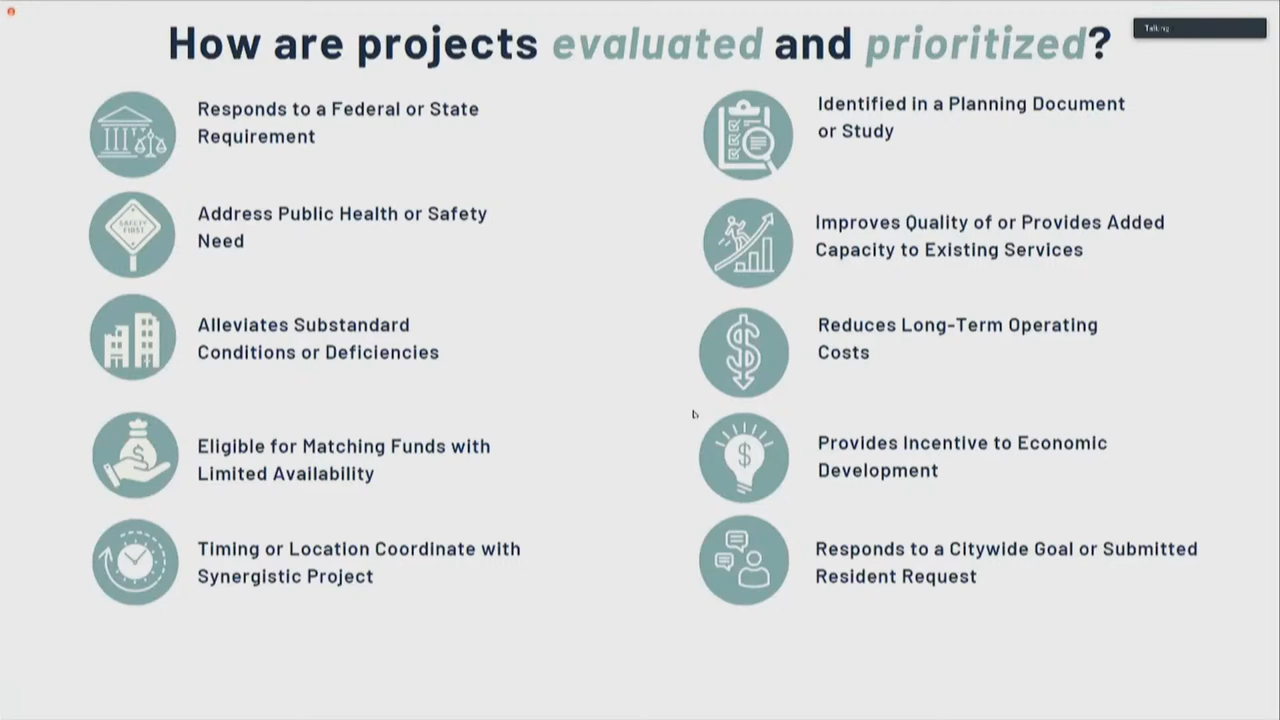 How are projects evaluated and prioritized?
Talking:
Responds to a Federal or State
Requirement
SAFETY
FIRST
Address Public Health or Safety
Need
Alleviates Substandard
Conditions or Deficiencies
$
Eligible for Matching Funds with
Limited Availability
Timing or Location Coordinate with
Synergistic Project
Identified in a Planning Document
or Study
Improves Quality of or Provides Added
Capacity to Existing Services
$
Reduces Long-Term Operating
Costs
$
Provides Incentive to Economic
Development
Responds to a Citywide Goal or Submitted
Resident Request